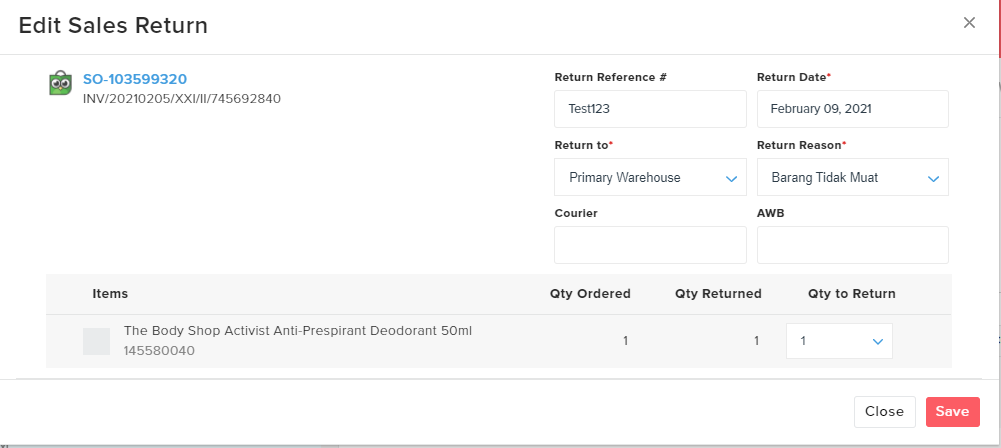 Edit Sales Return
SO-103599320
INV/20210205/XXI/II/745692840
Return Reference #
Return Date*
Test123
February 09, 2021
Return to*
Return Reason*
Primary Warehouse
Barang Tidak Muat
Courier
AWB
Items
Qty Ordered
Qty Returned
Qty to Return
The Body Shop Activist Anti-Prespirant Deodorant 50ml
145580040
1
1
1
Close
Save